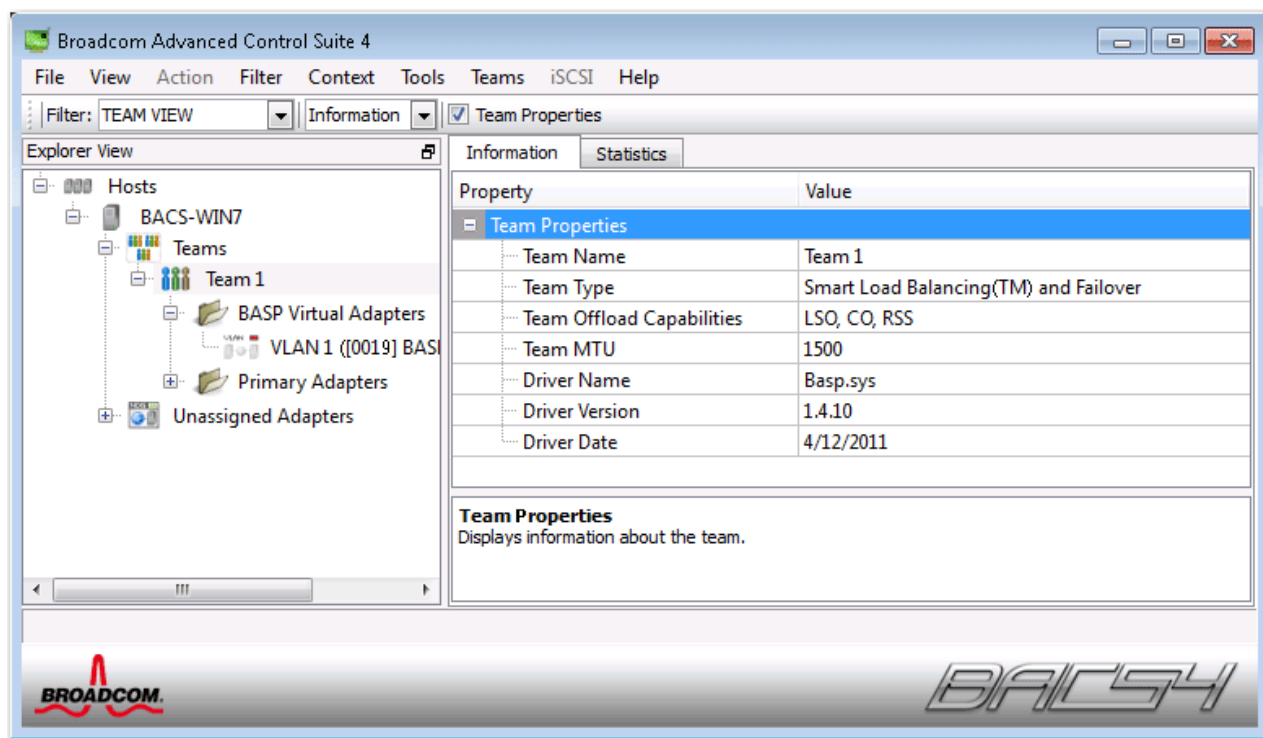 Broadcom Advanced Control Suite 4
File View Action Filter Context Tools Teams iSCSI Help
Filter: TEAM VIEW Information Team Properties
Explorer View
Hosts
BACS-WIN7
Teams
Team 1
BASP Virtual Adapters
VLAN 1 ([0019] BASI
Primary Adapters
Unassigned Adapters
Information Statistics
Property Value
Team Properties
Team Name Team 1
Team Type Smart Load Balancing(TM) and Failover
Team Offload Capabilities LSO, CO, RSS
Team MTU 1500
Driver Name Basp.sys
Driver Version 1.4.10
Driver Date 4/12/2011
Team Properties
Displays information about the team.
BROADCOM.
BACS4